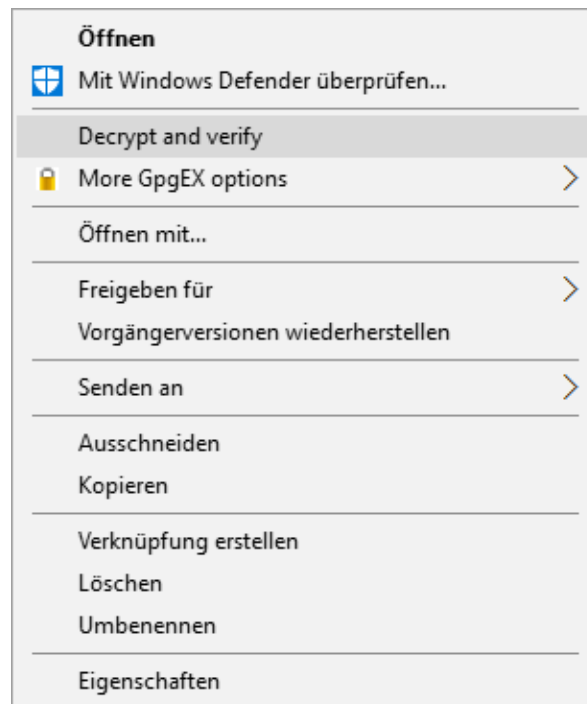 Öffnen
Mit Windows Defender überprüfen...
Decrypt and verify
More GpgEX options
Öffnen mit...
Freigeben für
Vorgängerversionen wiederherstellen
Senden an
Ausschneiden
Kopieren
Verknüpfung erstellen
Löschen
Umbenennen
Eigenschaften